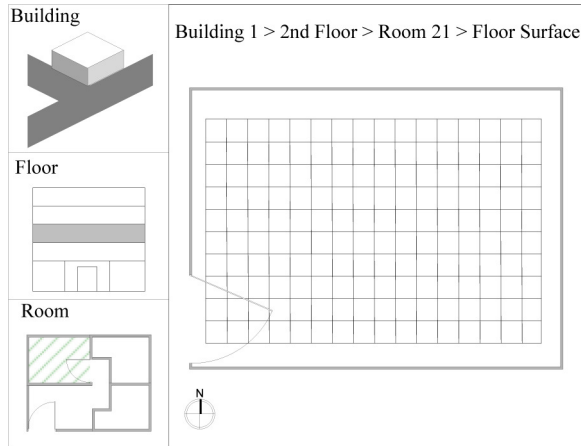 Building
Building 1 > 2nd Floor > Room 21 > Floor Surface
Floor
Room
N